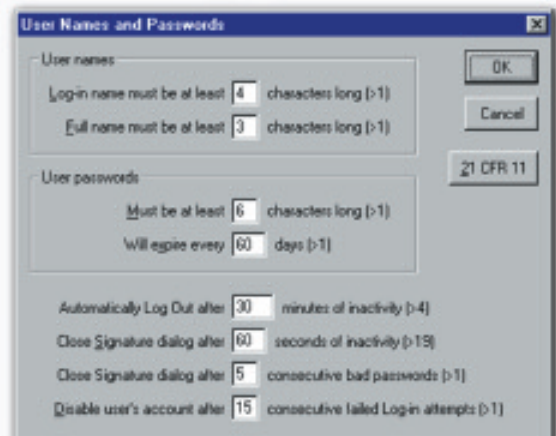 User Names and Passwords
User names
Log-in name must be at least 4 characters long (>1)
Full name must be at least 3 characters long (>1)
OK
Cancel
21 CFR 11
User passwords
Must be at least 6 characters long (>1)
Will expire every 60 days (>1)
Automatically Log Out after 30 minutes of inactivity (>4)
Close Signature dialog after 60 seconds of inactivity (>19)
Close Signature dialog after 5 consecutive bad passwords (>1)
Disable user's account after 15 consecutive failed Log-in attempts (>1)